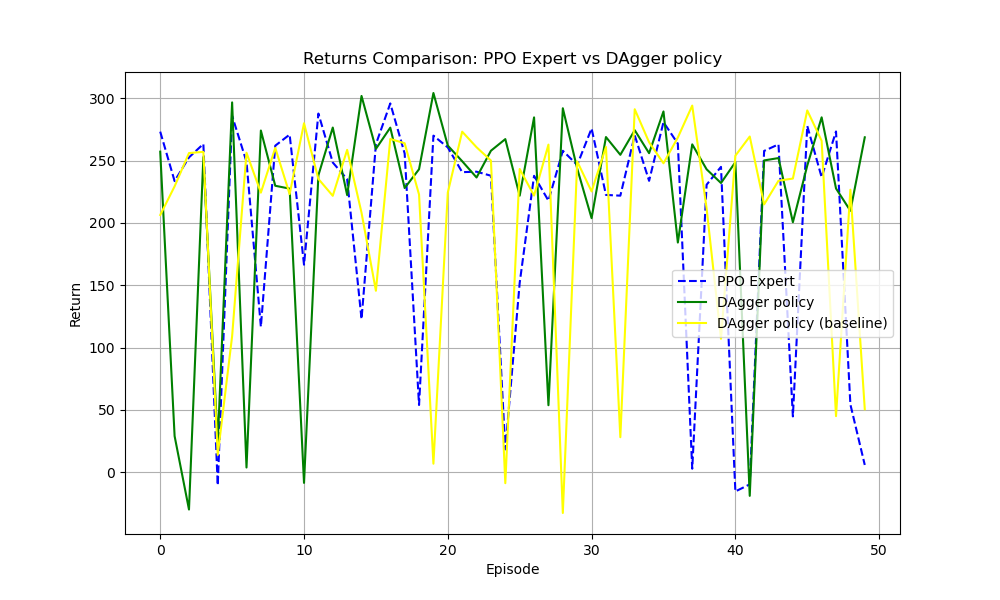 Returns Comparison: PPO Expert vs DAgger policy
300
250
200
150
100
50
0
Return
PPO Expert
DAgger policy
DAgger policy (baseline)
0 10 20 30 40 50
Episode